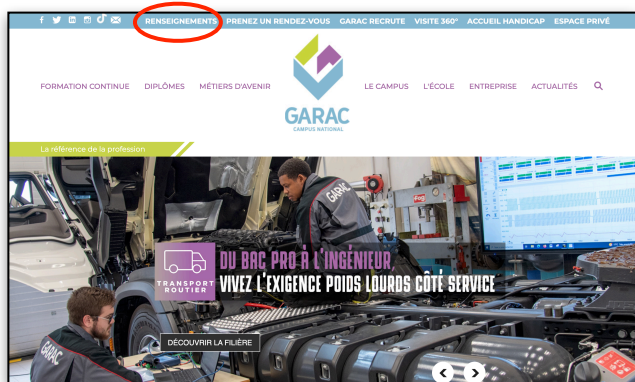 RENSEIGNEMENTS PRENEZ UN RENDEZ-VOUS GARAC RECRUTE VISITE 360° ACCUEIL HANDICAP ESPACE PRIVÉ
FORMATION CONTINUE DIPLÔMES MÉTIERS D'AVENIR LE CAMPUS L'ÉCOLE ENTREPRISE ACTUALITÉS
GARAC
CAMPUS NATIONAL
La référence de la profession
GARAC
TRANSPORT
ROUTIER
DU BAC PRO À L'INGÉNIEUR,
VIVEZ L'EXIGENCE POIDS LOURDS CÔTÉ SERVICE
DÉCOUVRIR LA FILIÈRE
GARAC